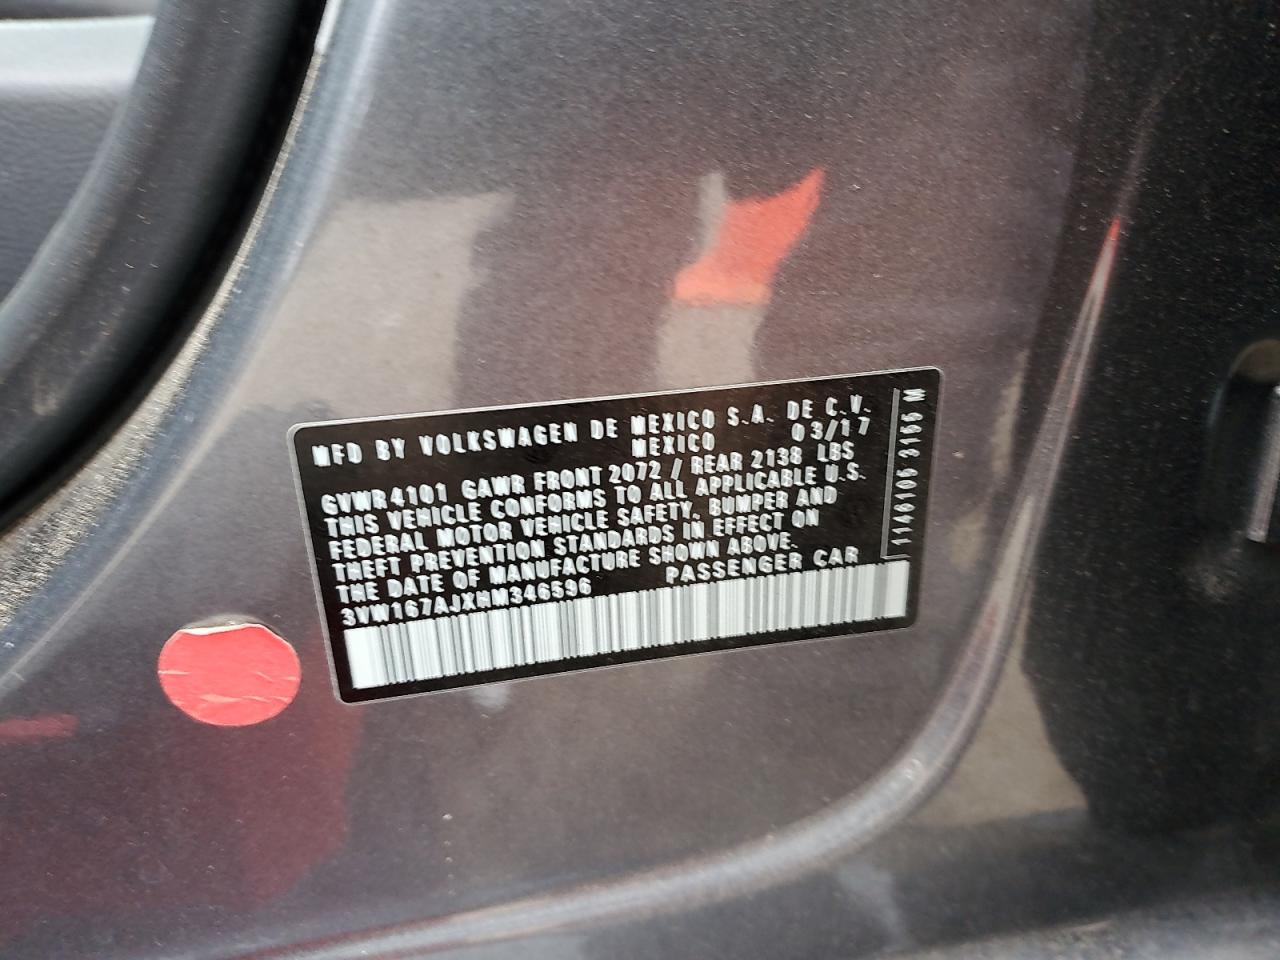 MFD BY VOLKSWAGEN DE MEXICO S.A. DE C.V.
MEXICO 03/17
GVWR 4101 GAWR FRONT 2072 / REAR 2138 LBS
THIS VEHICLE CONFORMS TO ALL APPLICABLE U.S.
FEDERAL MOTOR VEHICLE SAFETY, BUMPER AND
THEFT PREVENTION STANDARDS IN EFFECT ON
THE DATE OF MANUFACTURE SHOWN ABOVE.
3VW167AJXHM346596 PASSENGER CAR
1146105 3166 M